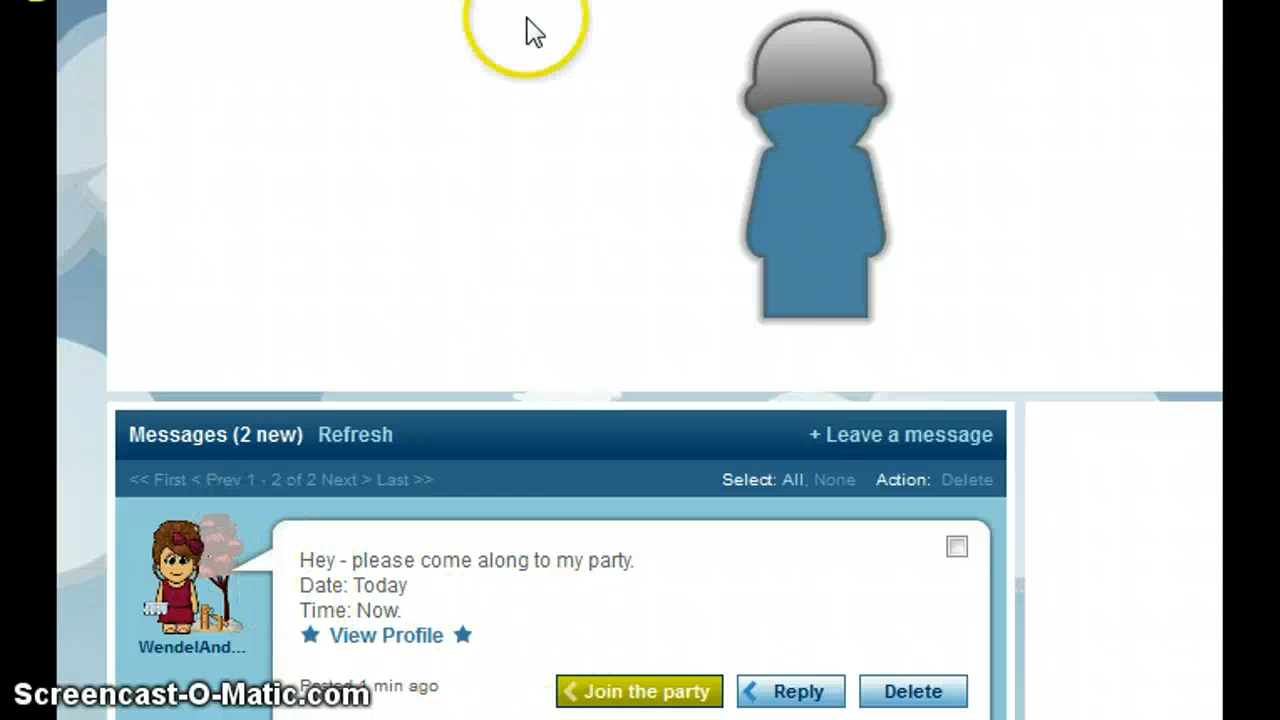 Messages (2 new) Refresh + Leave a message
<< First < Prev 1 - 2 of 2 Next > Last >> Select: All, None Action: Delete
Hey - please come along to my party.
Date: Today
Time: Now.
★ View Profile ★
WendelAnd...
Posted 1 min ago
Join the party Reply Delete
Screencast-O-Matic.com